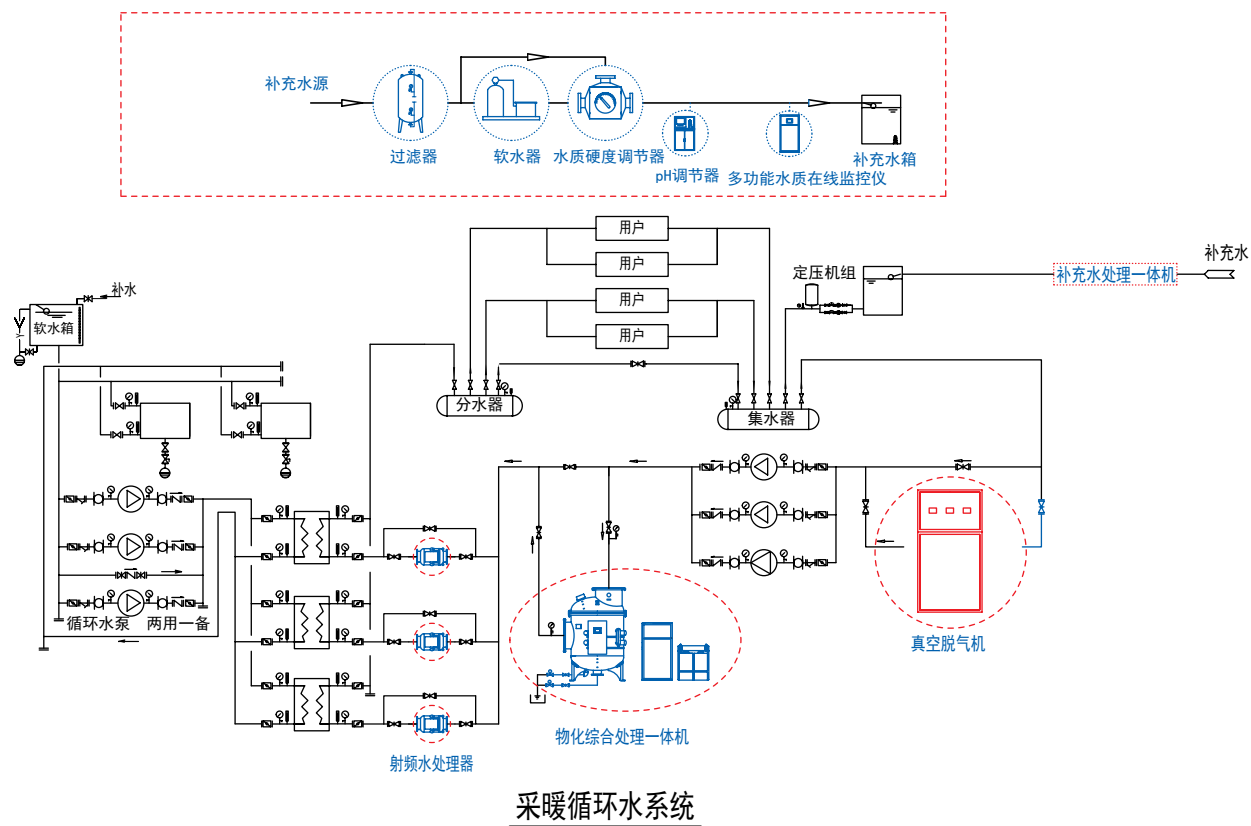 补充水源
过滤器
软水器
水质硬度调节器
pH调节器
多功能水质在线监控仪
补充水箱
用户
用户
用户
用户
定压机组
补充水处理一体机
补充水
补水
软水箱
分水器
集水器
循环水泵
两用一备
射频水处理器
物化综合处理一体机
真空脱气机
采暖循环水系统